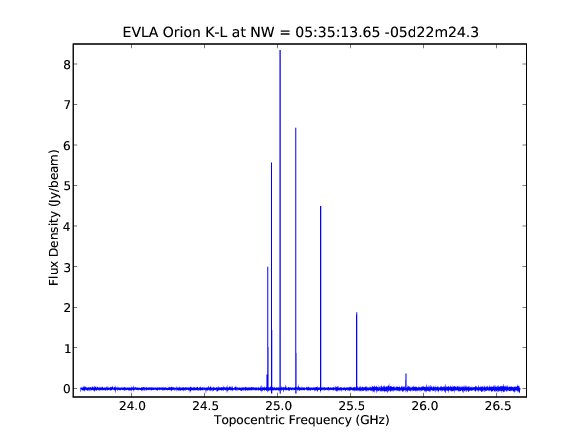 EVLA Orion K-L at NW = 05:35:13.65 -05d22m24.3
8
7
6
5
4
3
2
1
0
Flux Density (Jy/beam)
24.0 24.5 25.0 25.5 26.0 26.5
Topocentric Frequency (GHz)